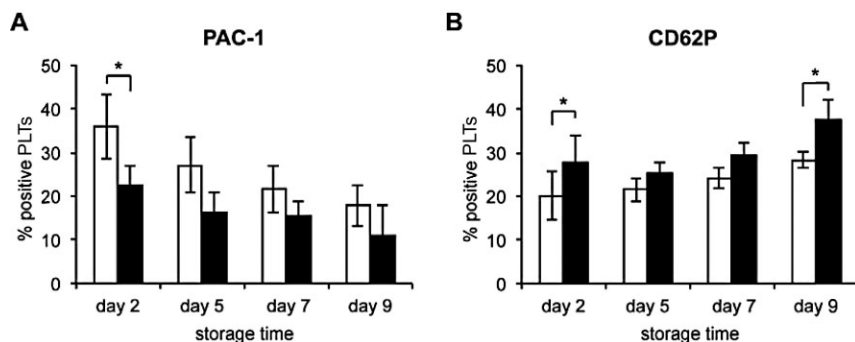 A
PAC-1
% positive PLTs
50
40
30
20
10
0
*
day 2
day 5
day 7
day 9
storage time
B
CD62P
% positive PLTs
50
40
30
20
10
0
*
*
day 2
day 5
day 7
day 9
storage time